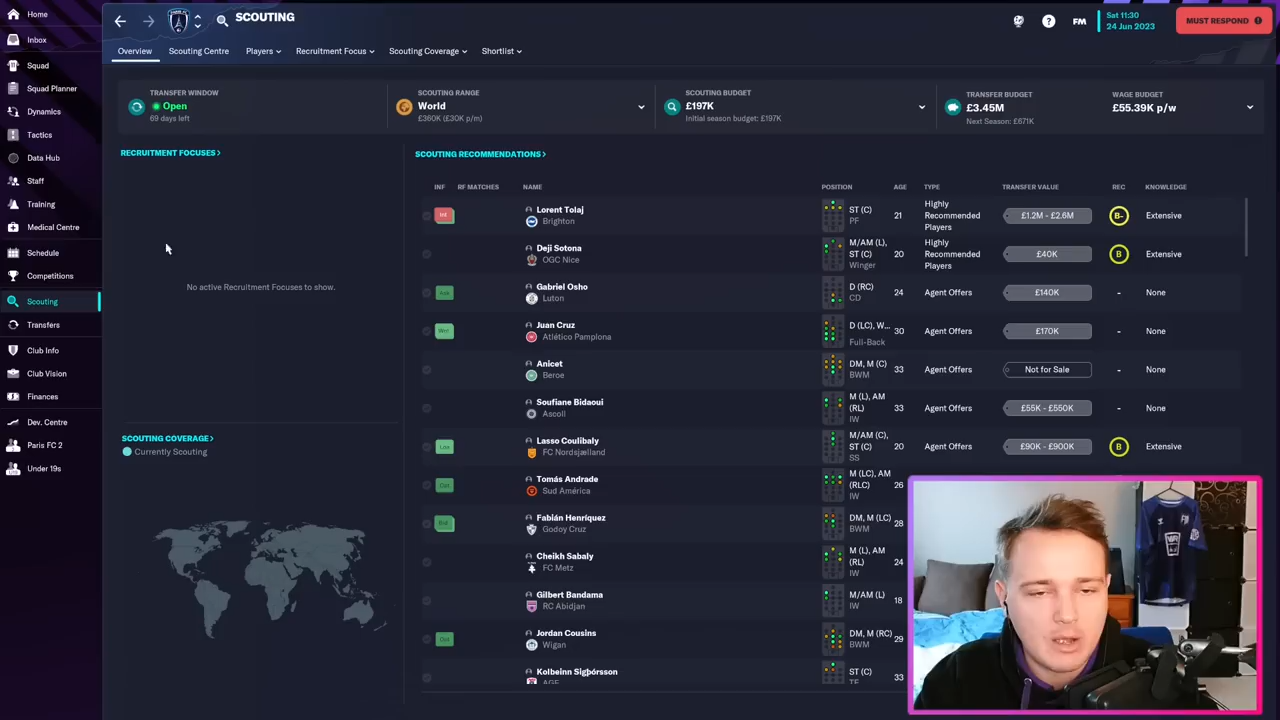 Home
Inbox
Squad
Squad Planner
Dynamics
Tactics
Data Hub
Staff
Training
Medical Centre
Schedule
Competitions
Scouting
Transfers
Club Info
Club Vision
Finances
Dev. Centre
Paris FC 2
Under 19s
SCOUTING
FM
Sat 11:30
24 Jun 2023
MUST RESPOND
Overview
Scouting Centre
Players
Recruitment Focus
Scouting Coverage
Shortlist
TRANSFER WINDOW
Open
69 days left
SCOUTING RANGE
World
£360K (£30K p/m)
SCOUTING BUDGET
£197K
Initial season budget: £197K
TRANSFER BUDGET
£3.45M
Next Season: £671K
WAGE BUDGET
£55.39K p/w
RECRUITMENT FOCUSES >
No active Recruitment Focuses to show.
SCOUTING COVERAGE >
Currently Scouting
SCOUTING RECOMMENDATIONS >
INF RF MATCHES NAME POSITION AGE TYPE TRANSFER VALUE REC KNOWLEDGE
Int Lorent Tolaj
Brighton
ST (C)
PF
21
Highly
Recommended
Players
£1.2M - £2.6M
B-
Extensive
Deji Sotona
OGC Nice
M/AM (L),
ST (C)
Winger
20
Highly
Recommended
Players
£40K
B
Extensive
Gabriel Osho
Luton
D (RC)
CD
24
Agent Offers
£140K
-
None
Wnt Juan Cruz
Atlético Pamplona
D (LC), W...
Full-Back
30
Agent Offers
£170K
-
None
Anicet
Beroe
DM, M (C)
BWM
33
Agent Offers
Not for Sale
-
None
Soufiane Bidaoui
Ascoli
M (L), AM
(RL)
IW
33
Agent Offers
£55K - £550K
-
None
Loa Lasso Coulibaly
FC Nordsjælland
M/AM (C),
ST (C)
SS
20
Agent Offers
£90K - £900K
B
Extensive
Tomás Andrade
Sud América
M (LC), AM
(RLC)
IW
26
Fabián Henríquez
Godoy Cruz
DM, M (LC)
BWM
28
Cheikh Sabaly
FC Metz
M (L), AM
(RL)
IW
24
Gilbert Bandama
RC Abidjan
M/AM (L)
IW
18
Jordan Cousins
Wigan
DM, M (RC)
BWM
29
Kolbeinn Sigþórsson
AGF
ST (C)
TF
33